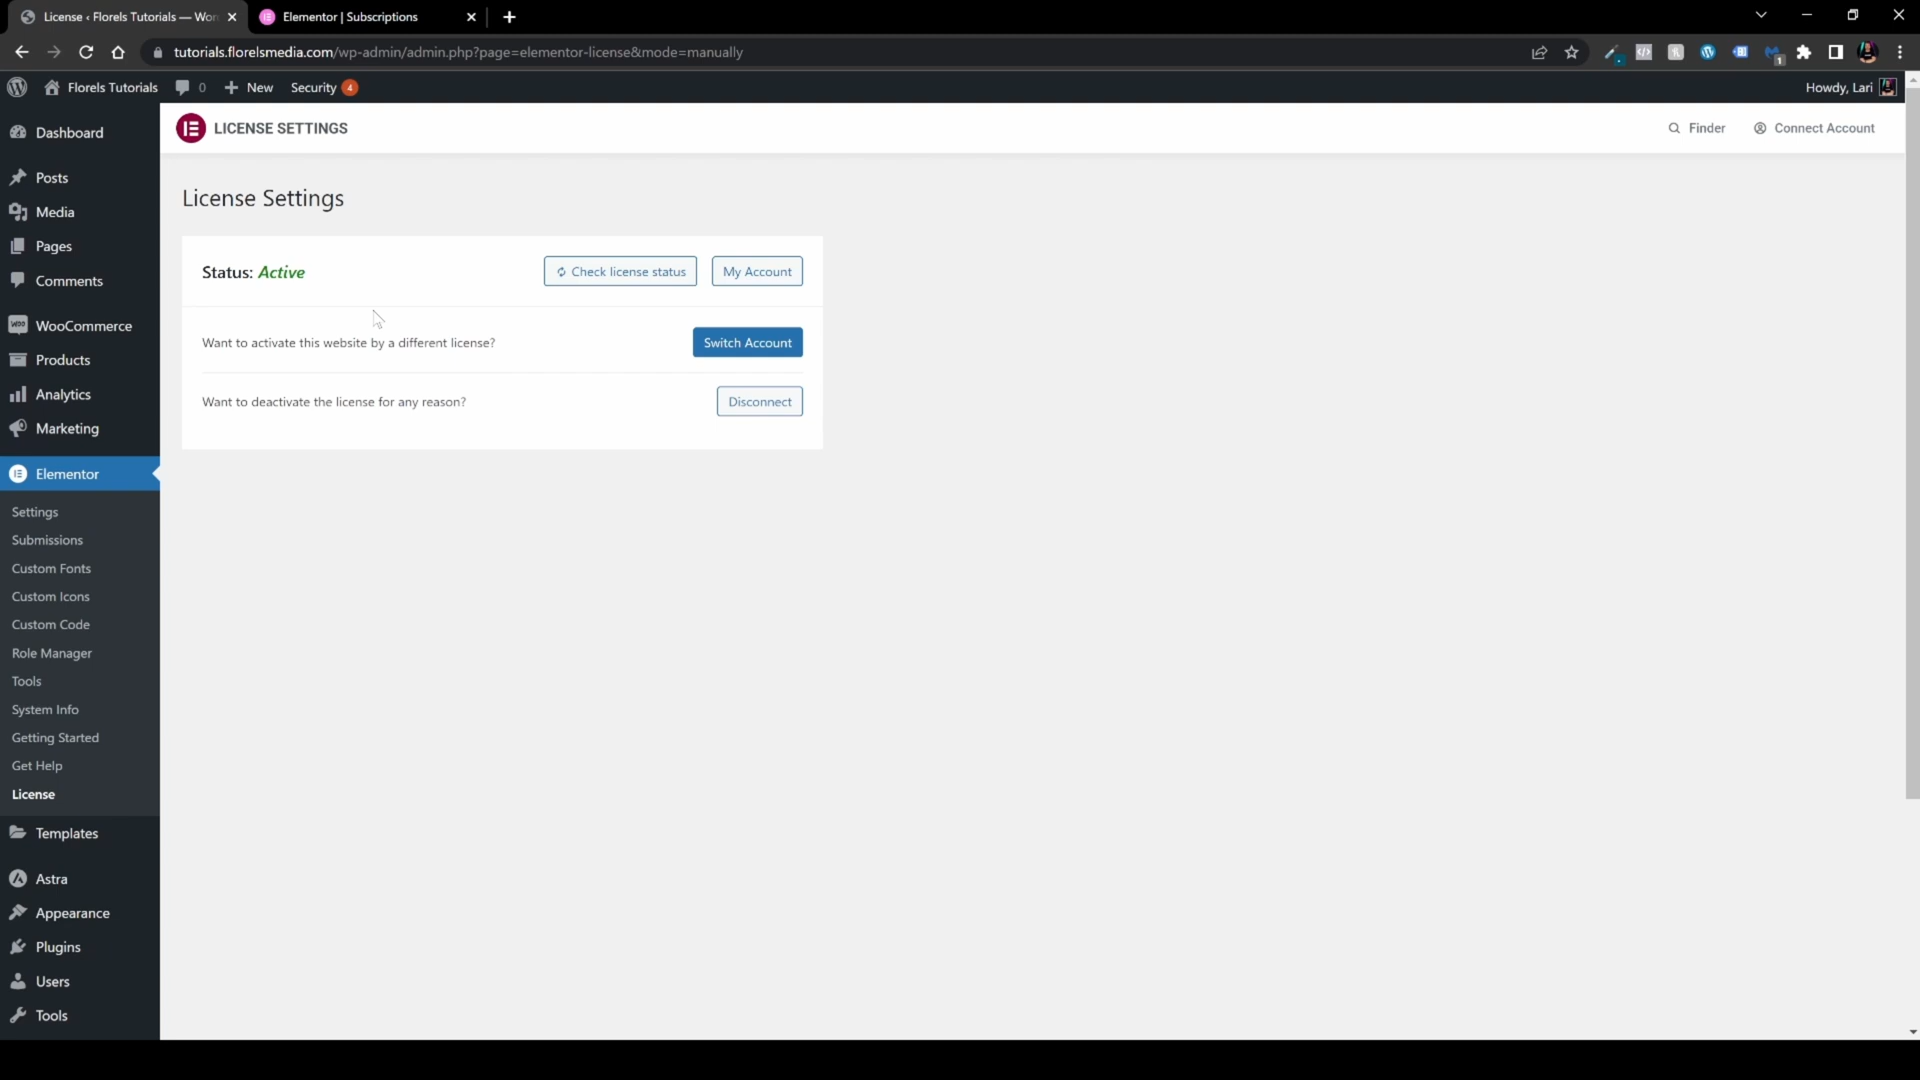 License ‹ Florels Tutorials — Wor
Elementor | Subscriptions
tutorials.florelsmedia.com/wp-admin/admin.php?page=elementor-license&mode=manually
1
Florels Tutorials
0
New
Security 4
Howdy, Lari
Dashboard
Posts
Media
Pages
Comments
WooCommerce
Products
Analytics
Marketing
Elementor
Settings
Submissions
Custom Fonts
Custom Icons
Custom Code
Role Manager
Tools
System Info
Getting Started
Get Help
License
Templates
Astra
Appearance
Plugins
Users
Tools
LICENSE SETTINGS
Finder
Connect Account
License Settings
Status: Active
Check license status
My Account
Want to activate this website by a different license?
Switch Account
Want to deactivate the license for any reason?
Disconnect